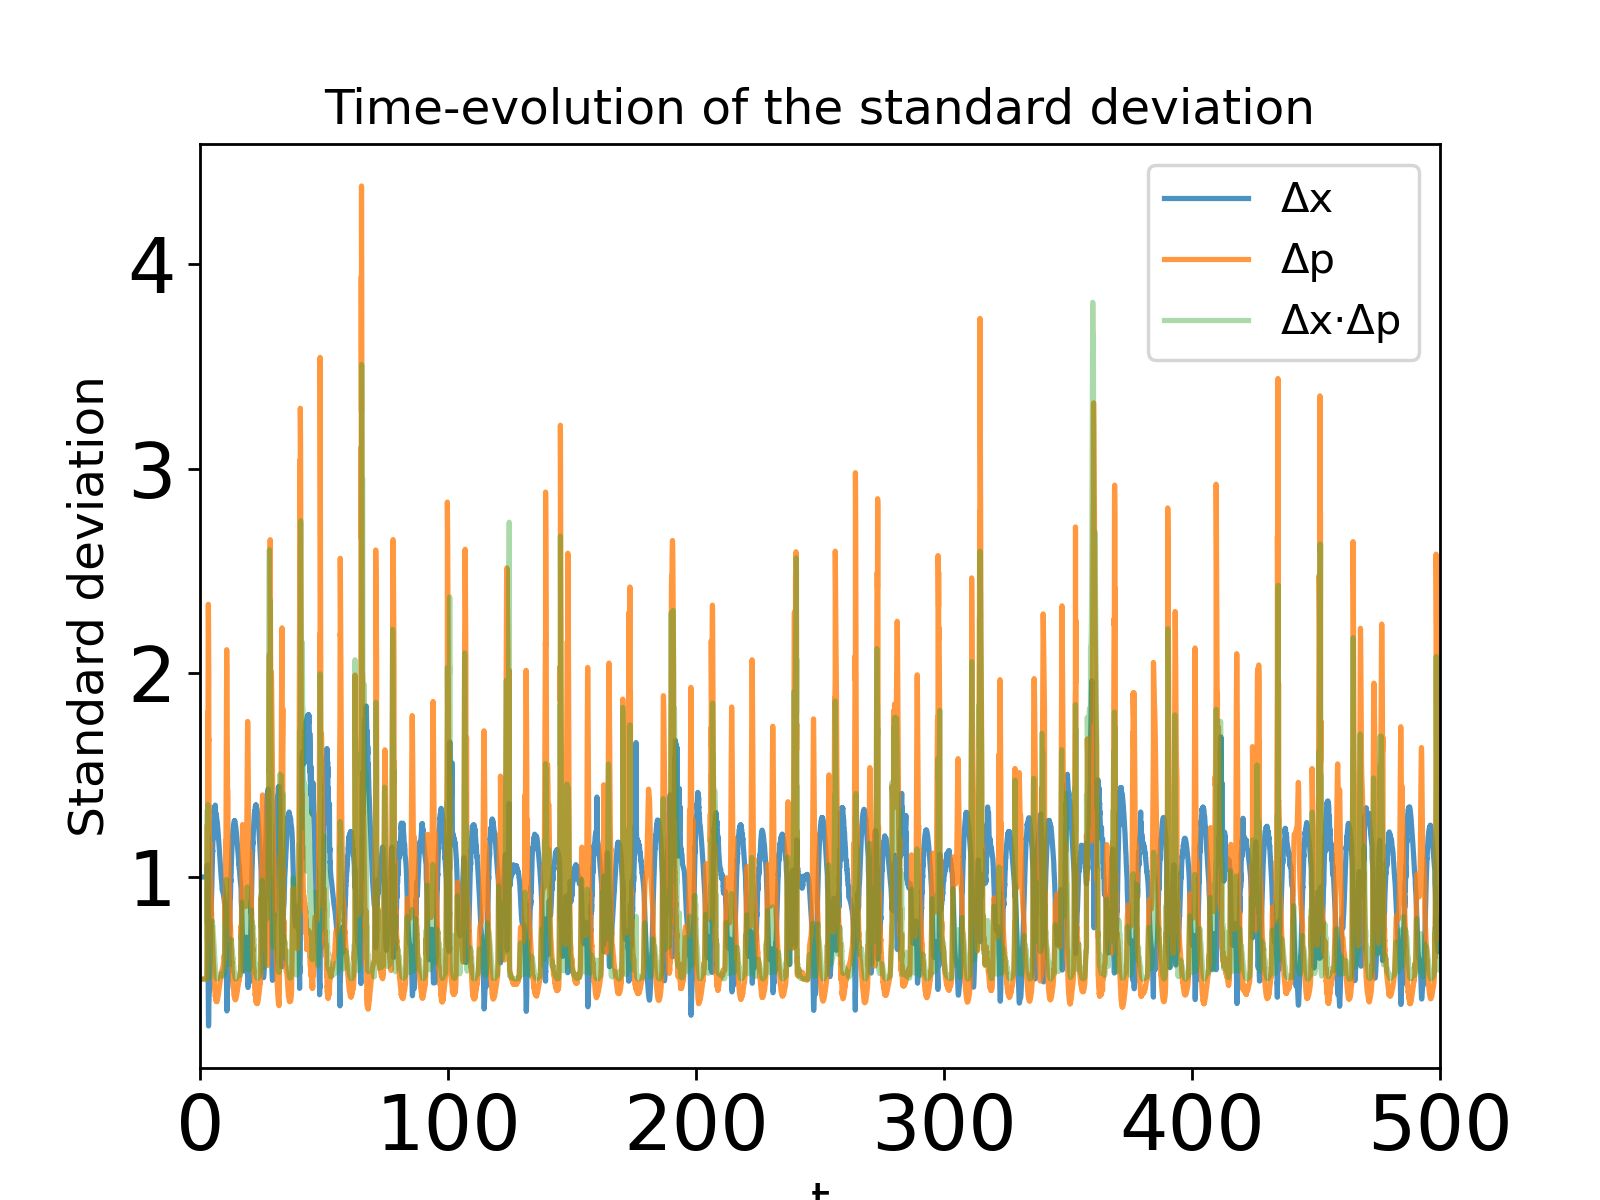 Time-evolution of the standard deviation
Δx
Δp
Δx·Δp
Standard deviation
4
3
2
1
0 100 200 300 400 500
t